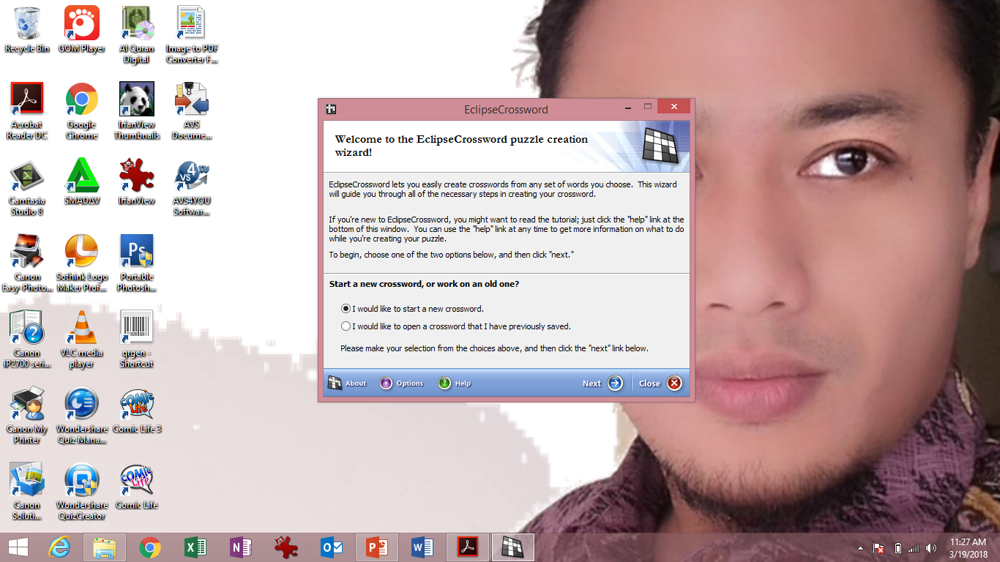 Recycle Bin
GOM Player
Al Quran
Digital
Image to PDF
Converter F...
Acrobat
Reader DC
Google
Chrome
IrfanView
Thumbnails
AVS
Docume...
Camtasia
Studio 8
SMADΔV
IrfanView
AVS4YOU
Softwar...
Canon
Easy-Photo...
Sothink Logo
Maker Prof...
Portable
Photosh...
Canon
iP2700 seri...
VLC media
player
qrgen -
Shortcut
Canon My
Printer
Wondershare
Quiz Mana...
Comic Life 3
Canon
Soluti...
Wondershare
QuizCreator
Comic Life
EclipseCrossword
Welcome to the EclipseCrossword puzzle creation
wizard!
EclipseCrossword lets you easily create crosswords from any set of words you choose.  This wizard
will guide you through all of the necessary steps in creating your crossword.
If you're new to EclipseCrossword, you might want to read the tutorial; just click the "help" link at the
bottom of this window.  You can use the "help" link at any time to get more information on what to do
while you're creating your puzzle.
To begin, choose one of the two options below, and then click "next."
Start a new crossword, or work on an old one?
I would like to start a new crossword.
I would like to open a crossword that I have previously saved.
Please make your selection from the choices above, and then click the "next" link below.
About
Options
Help
Next
Close
11:27 AM
3/19/2018